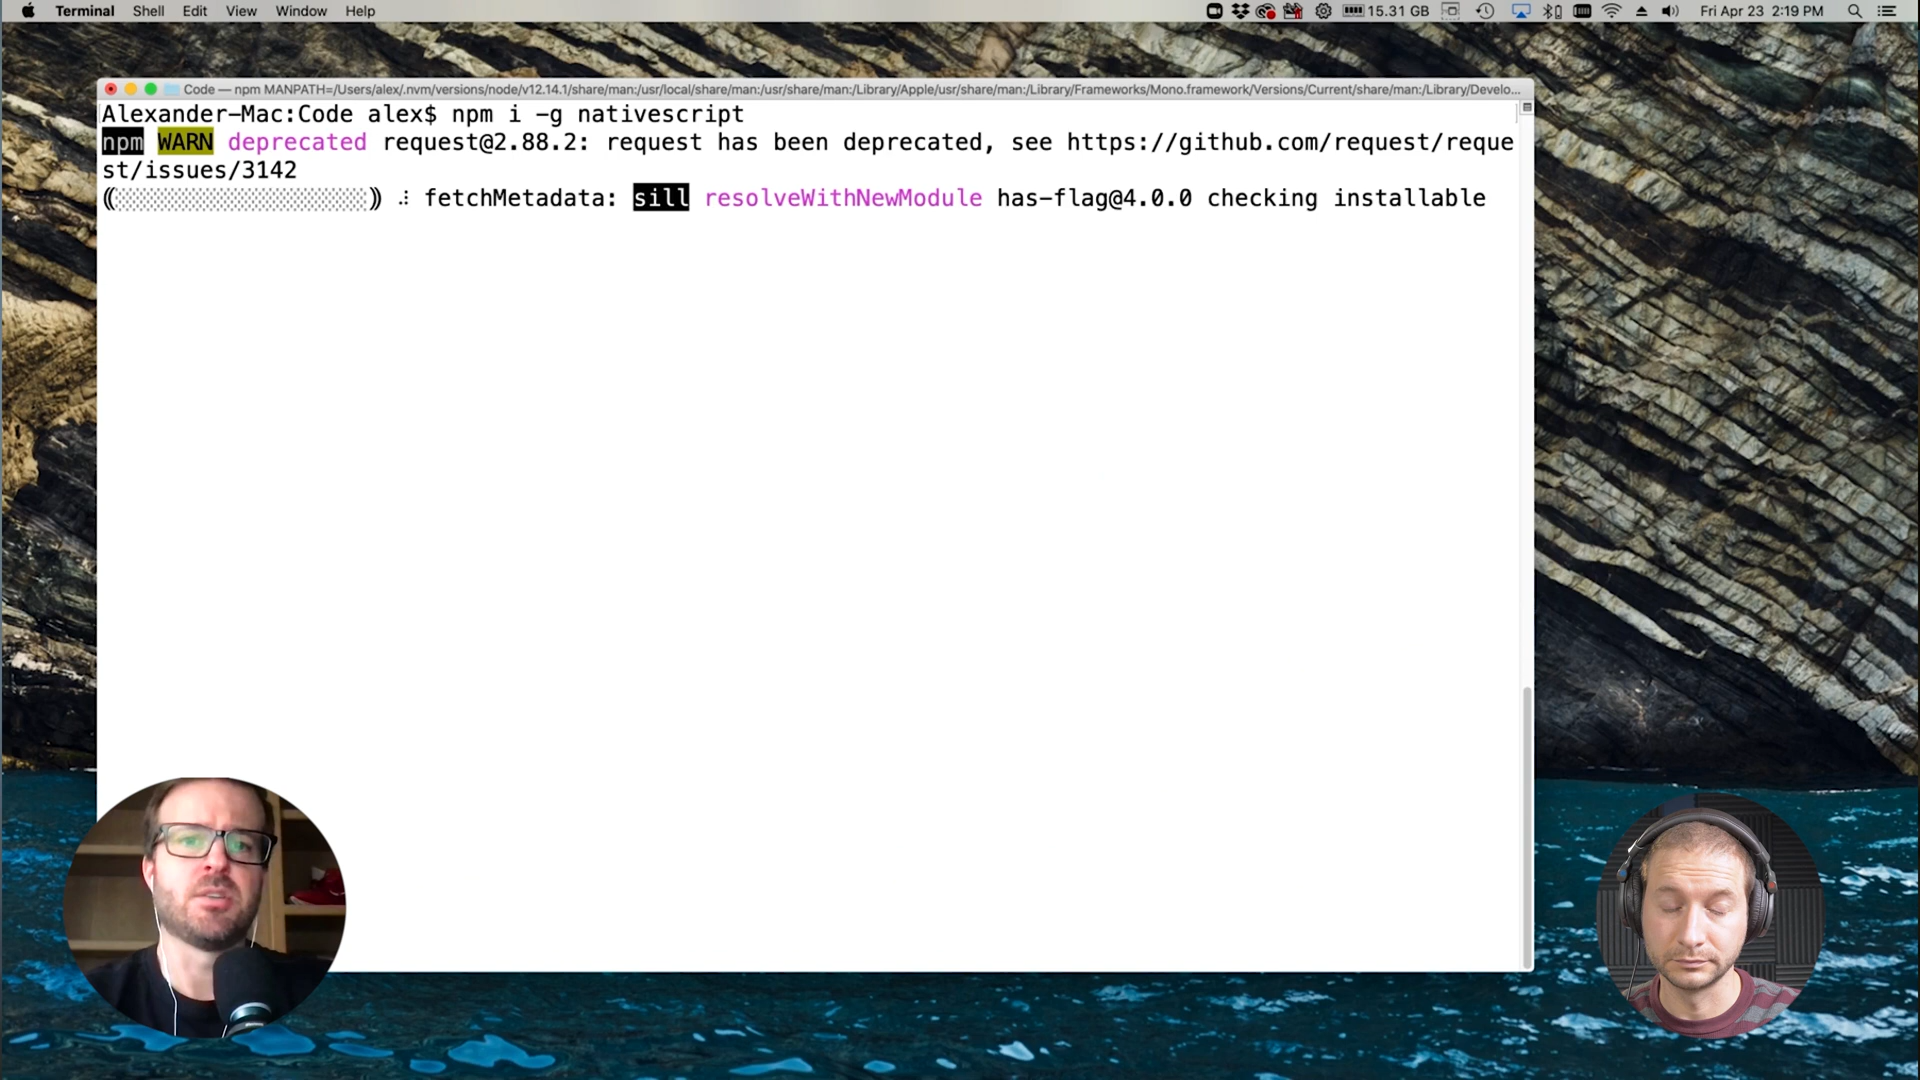 Terminal Shell Edit View Window Help 15.31 GB Fri Apr 23 2:19 PM
Code — npm MANPATH=/Users/alex/.nvm/versions/node/v12.14.1/share/man:/usr/local/share/man:/usr/share/man:/Library/Apple/usr/share/man:/Library/Frameworks/Mono.framework/Versions/Current/share/man:/Library/Develo...
Alexander-Mac:Code alex$ npm i -g nativescript
npm WARN deprecated request@2.88.2: request has been deprecated, see https://github.com/request/reque
st/issues/3142
(░░░░░░░░░░░░░░░░░░) ⠼ fetchMetadata: sill resolveWithNewModule has-flag@4.0.0 checking installable